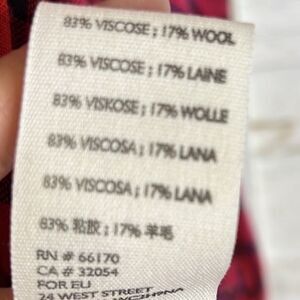 83% VISCOSE ; 17% WOOL
83% VISCOSE ; 17% LAINE
83% VISKOSE ; 17% WOLLE
83% VISCOSA ; 17% LANA
83% VISCOSA ; 17% LANA
83% 粘胶 ; 17% 羊毛
RN # 66170
CA # 32054
FOR EU
24 WEST STREET